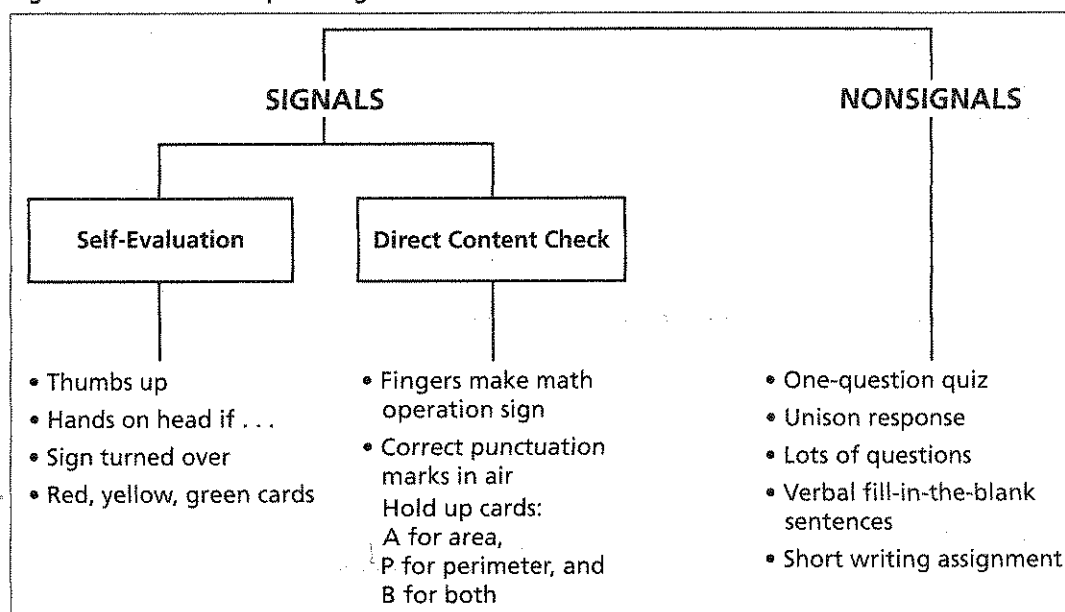 SIGNALS
NONSIGNALS
Self-Evaluation
Direct Content Check
• Thumbs up
• Hands on head if . . .
• Sign turned over
• Red, yellow, green cards
• Fingers make math
operation sign
• Correct punctuation
marks in air
Hold up cards:
A for area,
P for perimeter, and
B for both
• One-question quiz
• Unison response
• Lots of questions
• Verbal fill-in-the-blank
sentences
• Short writing assignment